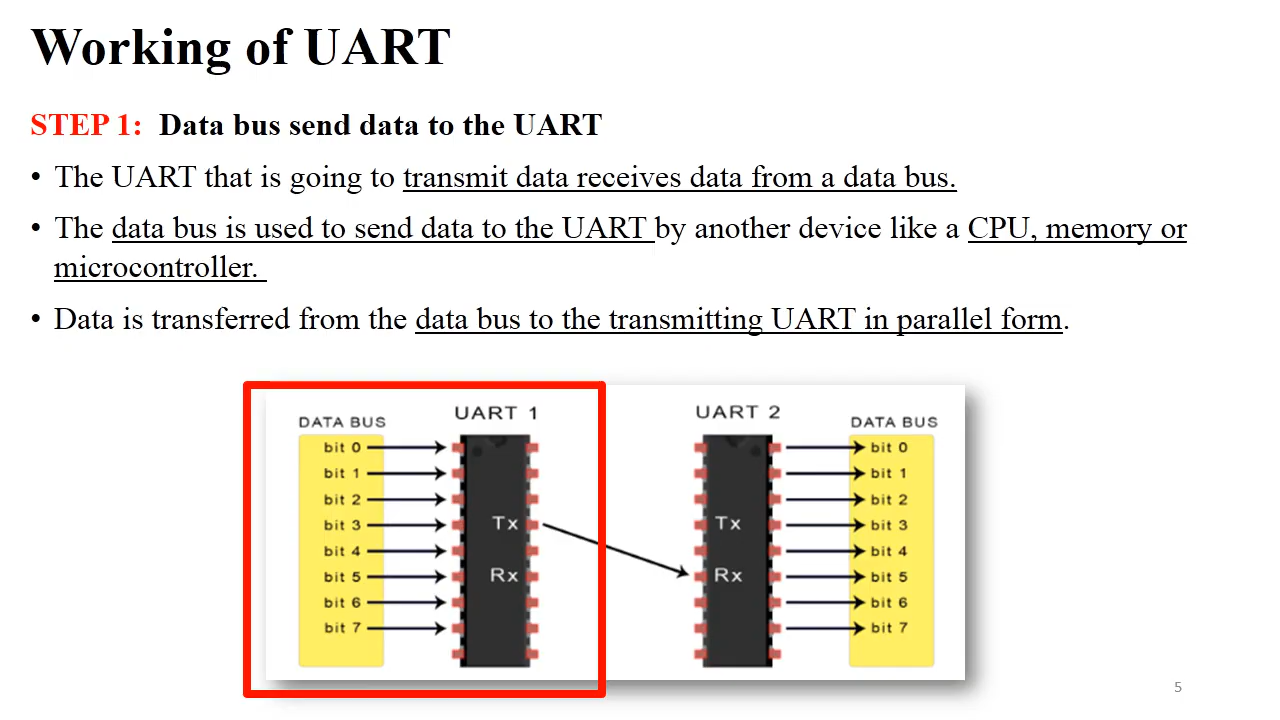 Working of UART
STEP 1: Data bus send data to the UART
• The UART that is going to transmit data receives data from a data bus.
• The data bus is used to send data to the UART by another device like a CPU, memory or
microcontroller.
• Data is transferred from the data bus to the transmitting UART in parallel form.
DATA BUS
bit 0
bit 1
bit 2
bit 3
bit 4
bit 5
bit 6
bit 7
UART 1
Tx
Rx
UART 2
Tx
Rx
DATA BUS
bit 0
bit 1
bit 2
bit 3
bit 4
bit 5
bit 6
bit 7
5